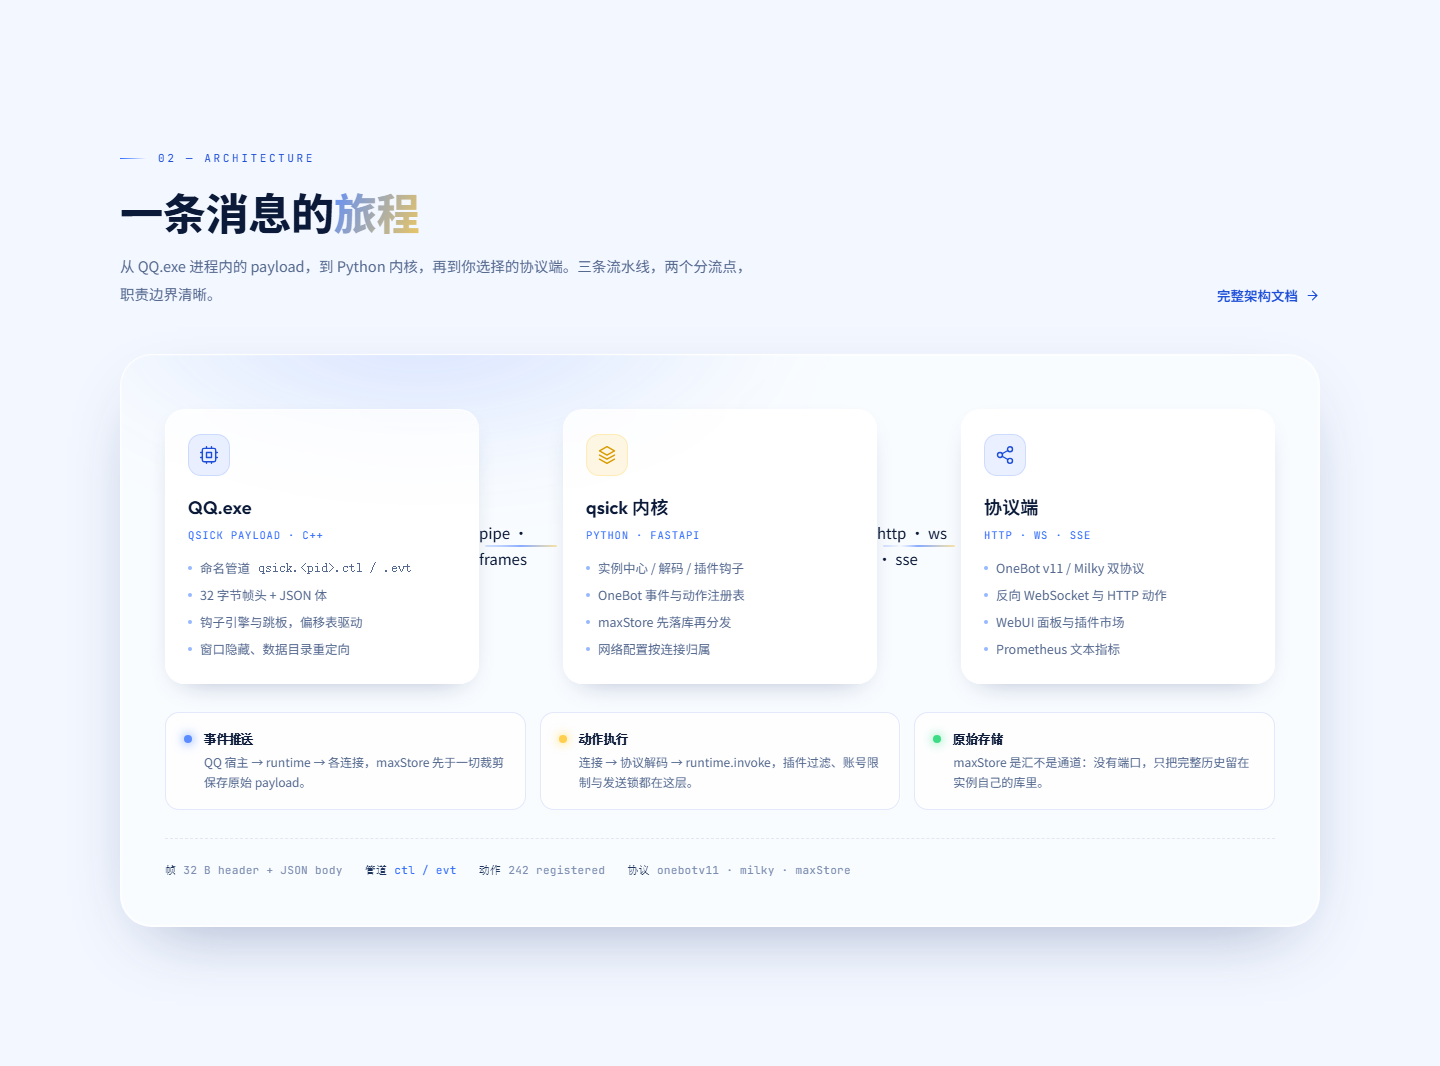 02 — ARCHITECTURE
一条消息的旅程
从 QQ.exe 进程内的 payload，到 Python 内核，再到你选择的协议端。三条流水线，两个分流点，
职责边界清晰。
完整架构文档 →
QQ.exe
QSICK PAYLOAD · C++
命名管道 qsick.<pid>.ctl / .evt
32 字节帧头 + JSON 体
钩子引擎与跳板，偏移表驱动
窗口隐藏、数据目录重定向
pipe ·
frames
qsick 内核
PYTHON · FASTAPI
实例中心 / 解码 / 插件钩子
OneBot 事件与动作注册表
maxStore 先落库再分发
网络配置按连接归属
http · ws
· sse
协议端
HTTP · WS · SSE
OneBot v11 / Milky 双协议
反向 WebSocket 与 HTTP 动作
WebUI 面板与插件市场
Prometheus 文本指标
事件推送
QQ 宿主 → runtime → 各连接，maxStore 先于一切裁剪
保存原始 payload。
动作执行
连接 → 协议解码 → runtime.invoke，插件过滤、账号限
制与发送锁都在这层。
原始存储
maxStore 是汇不是通道：没有端口，只把完整历史留在
实例自己的库里。
帧 32 B header + JSON body 管道 ctl / evt 动作 242 registered 协议 onebotv11 · milky · maxStore